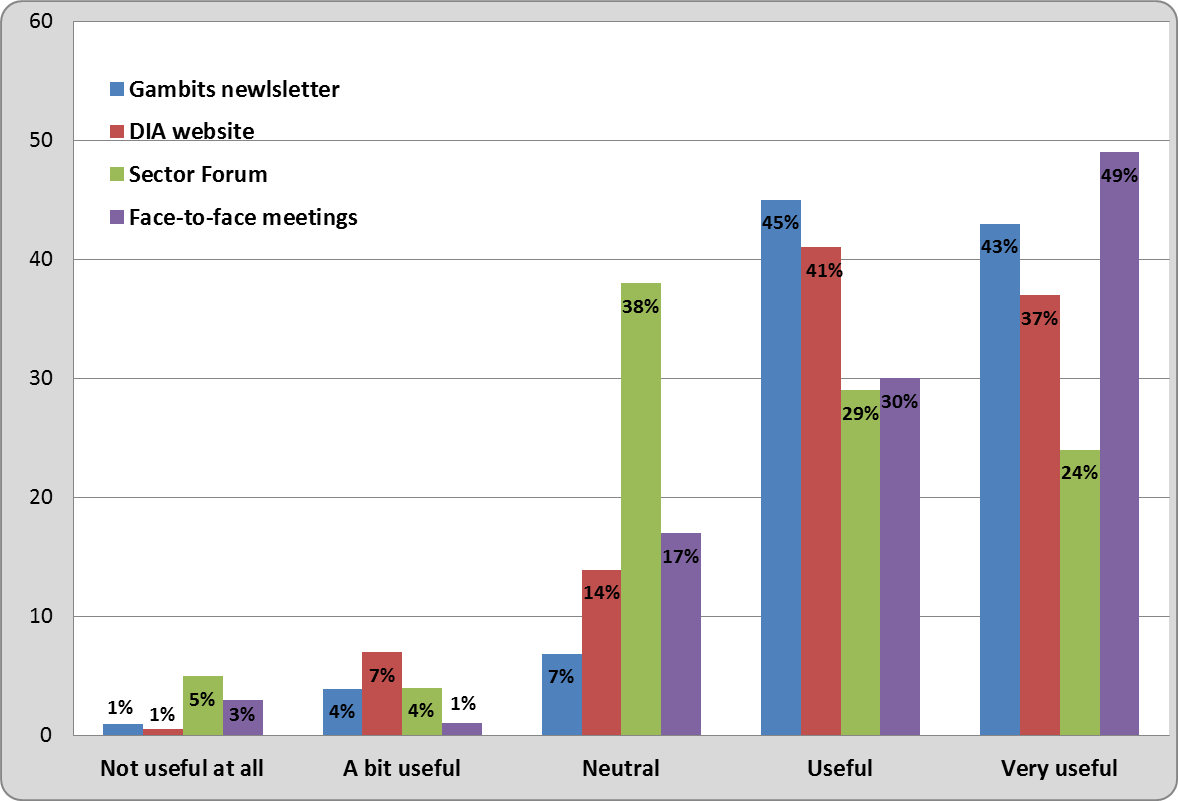 60
50
40
30
20
10
0
Gambits newlsletter
DIA website
Sector Forum
Face-to-face meetings
1% 1% 5% 3%
4% 7% 4% 1%
7% 14% 38% 17%
45% 41% 29% 30%
43% 37% 24% 49%
Not useful at all A bit useful Neutral Useful Very useful